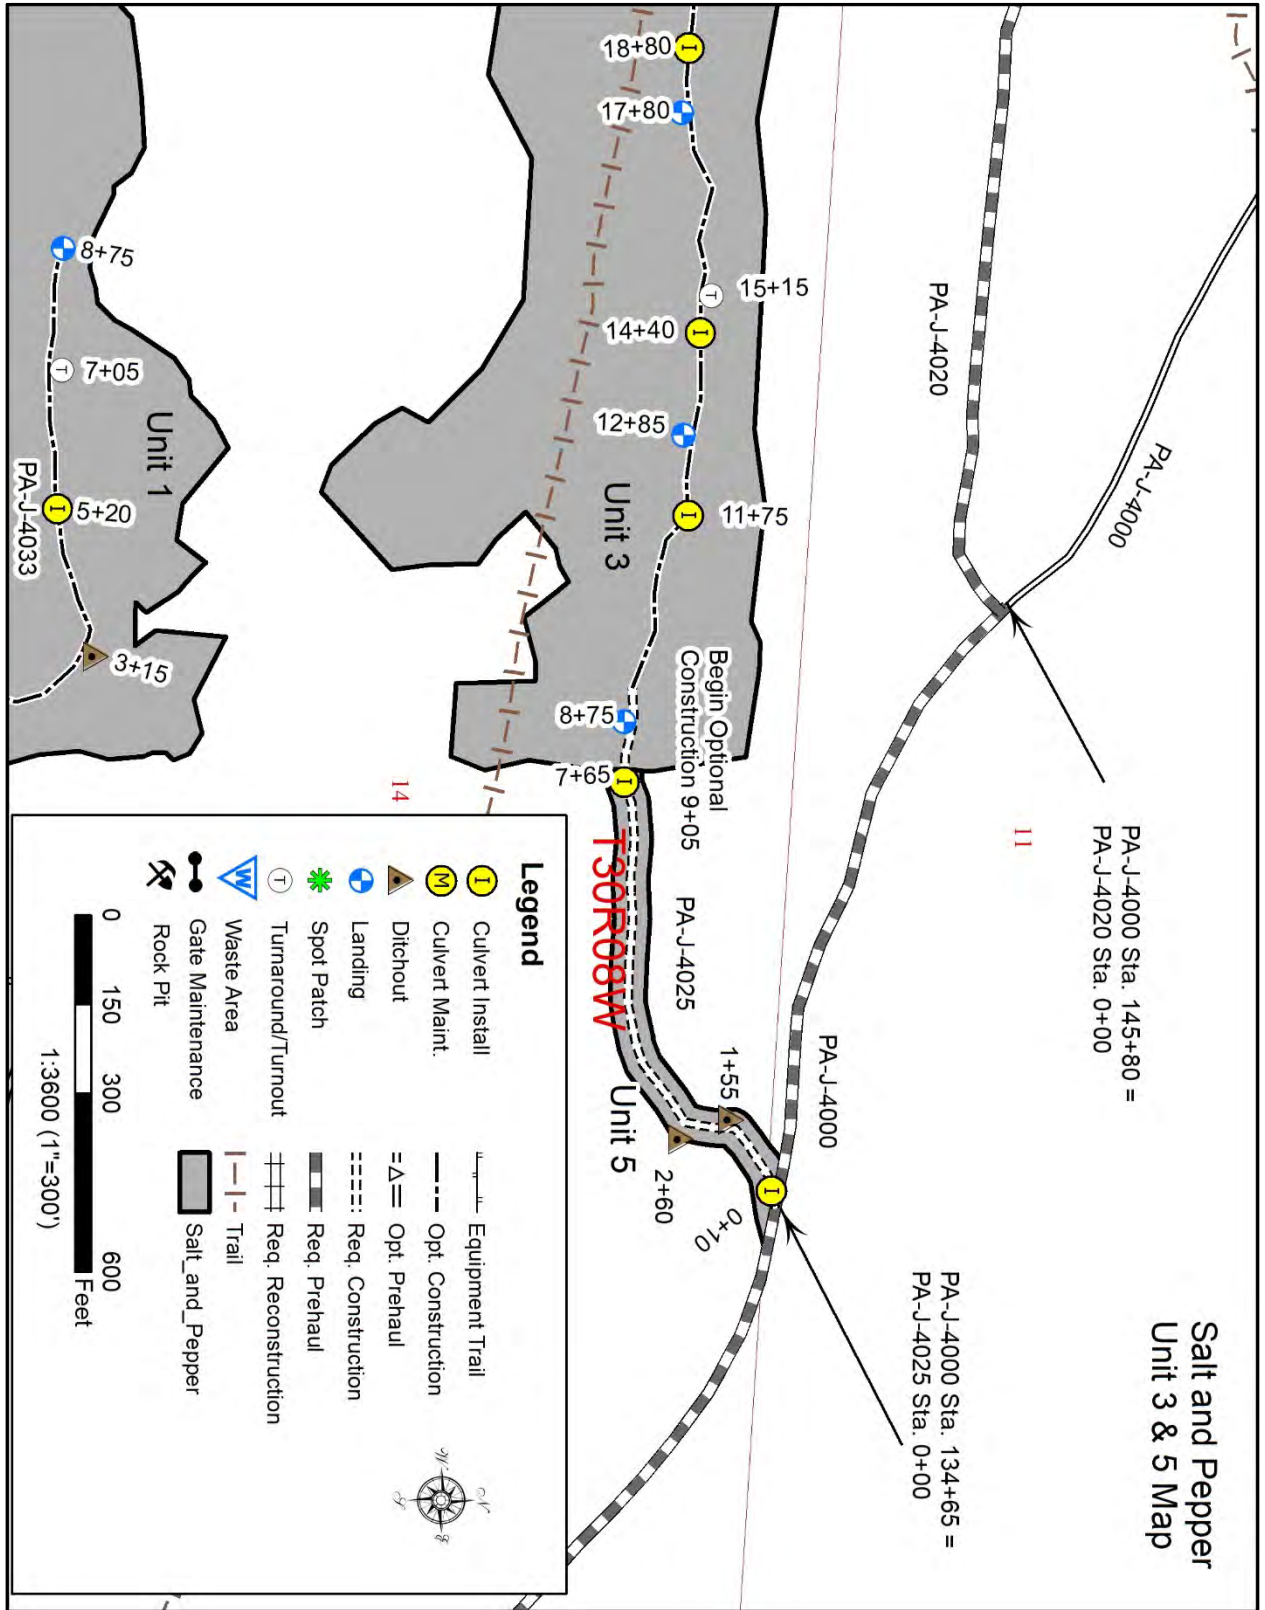 Salt and Pepper
Unit 3 & 5 Map
PA-J-4000 Sta. 145+80 =
PA-J-4020 Sta. 0+00
PA-J-4000 Sta. 134+65 =
PA-J-4025 Sta. 0+00
PA-J-4000
PA-J-4020
11
PA-J-4000
18+80
17+80
15+15
14+40
12+85
11+75
Unit 3
Begin Optional
Construction 9+05
8+75
7+65
PA-J-4025
T30R08W
1+55
2+60
0+10
Unit 5
14
8+75
7+05
Unit 1
5+20
PA-J-4033
3+15
Legend
I Culvert Install
M Culvert Maint.
Ditchout
Landing
Spot Patch
T Turnaround/Turnout
W Waste Area
Gate Maintenance
Rock Pit
Equipment Trail
Opt. Construction
Opt. Prehaul
Req. Construction
Req. Prehaul
Req. Reconstruction
Trail
Salt_and_Pepper
N
W
E
S
0 150 300 600
Feet
1:3600 (1"=300')